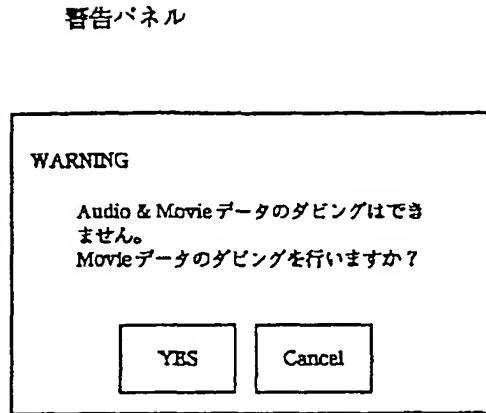 警告パネル
WARNING
Audio & Movieデータのダビングはでき
ません。
Movieデータのダビングを行いますか?
YES
Cancel